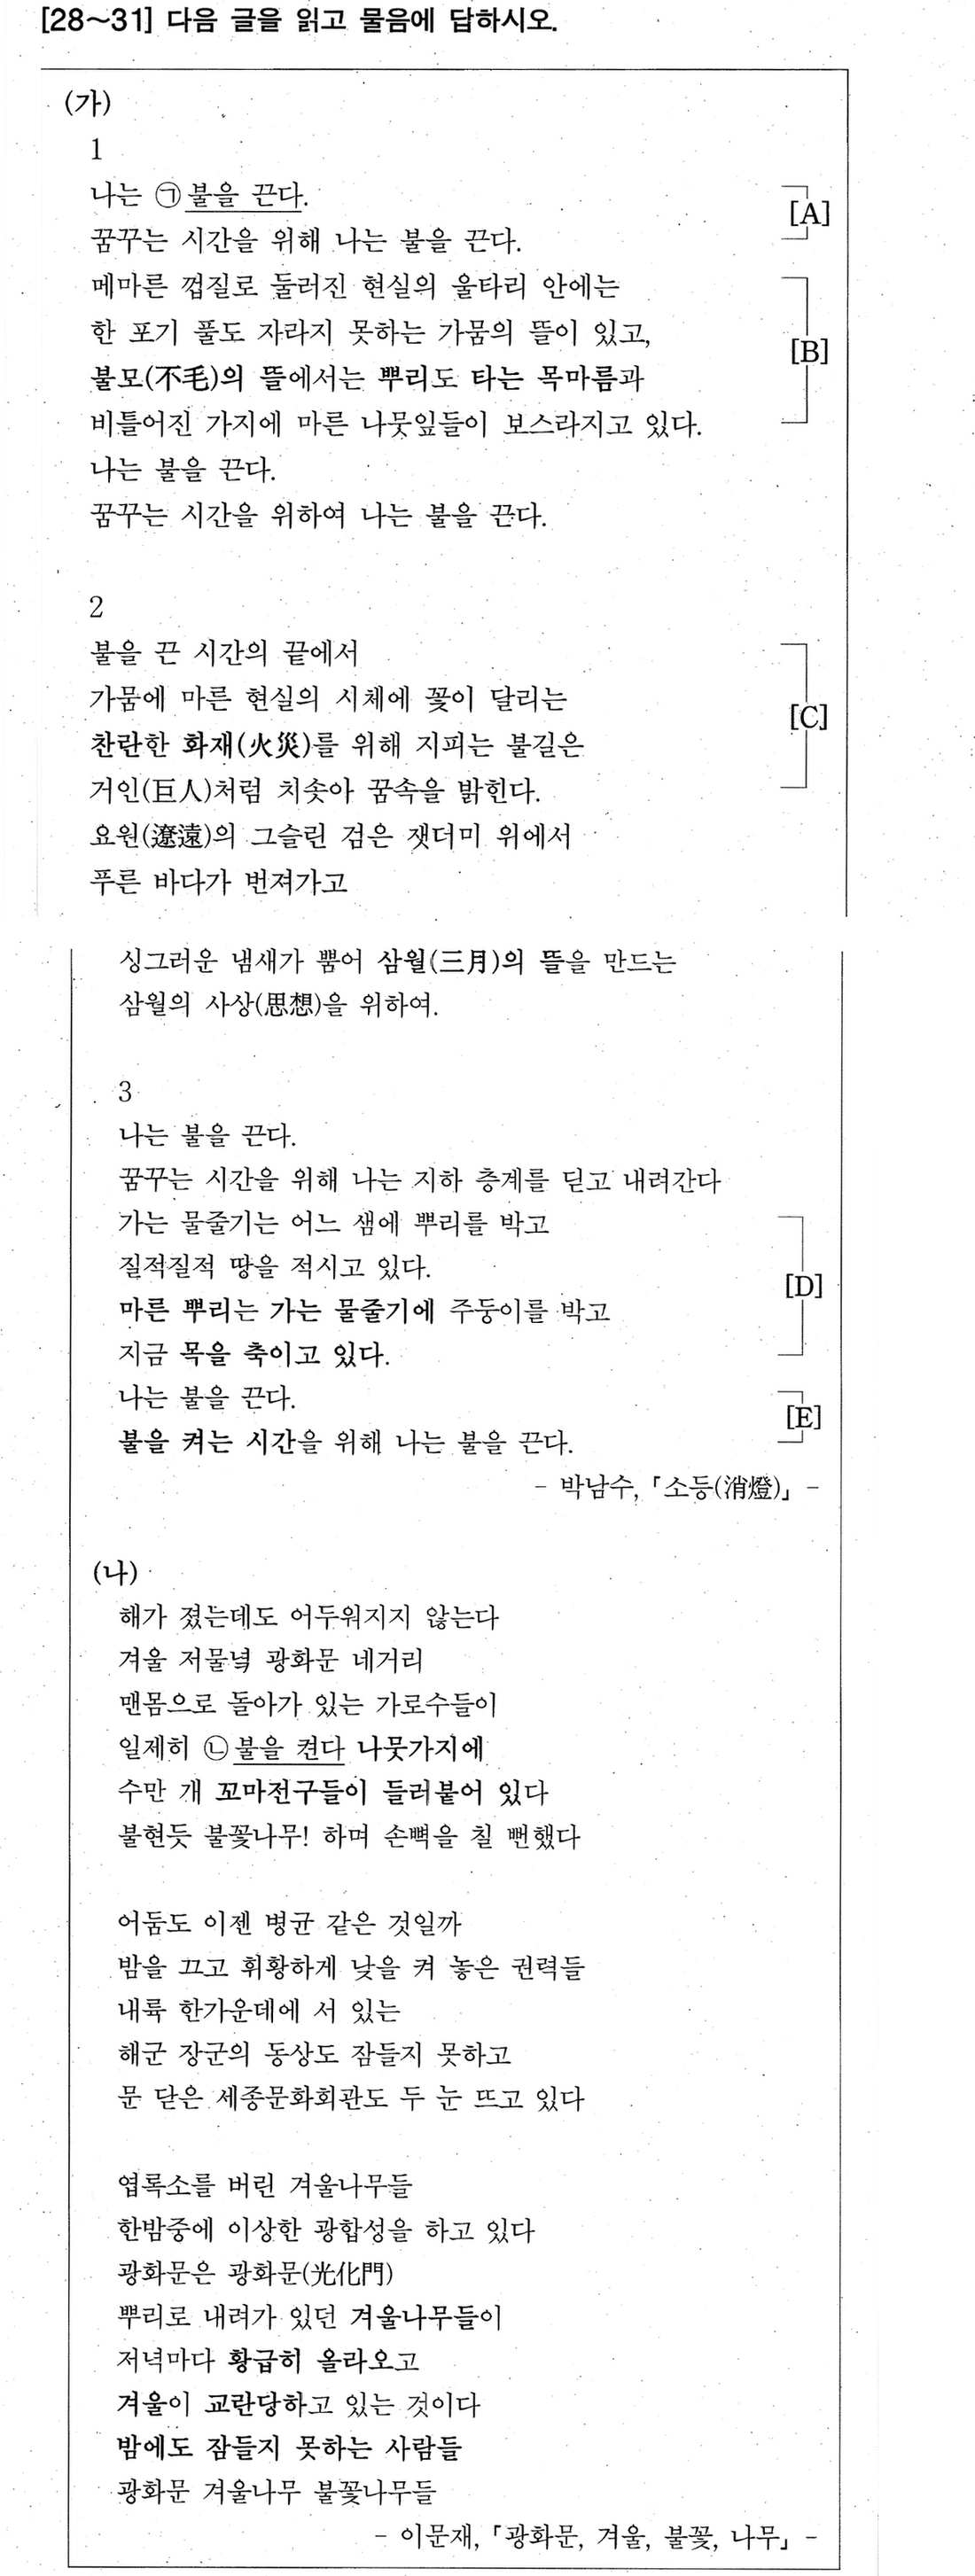 [28～31] 다음 글을 읽고 물음에 답하시오.
(가)
1
나는 ㉠불을 끈다.
꿈꾸는 시간을 위해 나는 불을 끈다.
[A]
메마른 껍질로 둘러진 현실의 울타리 안에는
한 포기 풀도 자라지 못하는 가뭄의 뜰이 있고,
불모(不毛)의 뜰에서는 뿌리도 타는 목마름과
비틀어진 가지에 마른 나뭇잎들이 보스라지고 있다.
[B]
나는 불을 끈다.
꿈꾸는 시간을 위하여 나는 불을 끈다.
2
불을 끈 시간의 끝에서
가뭄에 마른 현실의 시체에 꽃이 달리는
찬란한 화재(火災)를 위해 지피는 불길은
거인(巨人)처럼 치솟아 꿈속을 밝힌다.
[C]
요원(遼遠)의 그슬린 검은 잿더미 위에서
푸른 바다가 번져가고
싱그러운 냄새가 뿜어 삼월(三月)의 뜰을 만드는
삼월의 사상(思想)을 위하여.
3
나는 불을 끈다.
꿈꾸는 시간을 위해 나는 지하 층계를 딛고 내려간다
가는 물줄기는 어느 샘에 뿌리를 박고
질적질적 땅을 적시고 있다.
마른 뿌리는 가는 물줄기에 주둥이를 박고
지금 목을 축이고 있다.
[D]
나는 불을 끈다.
불을 켜는 시간을 위해 나는 불을 끈다.
[E]
- 박남수, 「소등(消燈)」 -
(나)
해가 졌는데도 어두워지지 않는다
겨울 저물녘 광화문 네거리
맨몸으로 돌아가 있는 가로수들이
일제히 ㉡불을 켠다 나뭇가지에
수만 개 꼬마전구들이 들러붙어 있다
불현듯 불꽃나무! 하며 손뼉을 칠 뻔했다
어둠도 이젠 병균 같은 것일까
밤을 끄고 휘황하게 낮을 켜 놓은 권력들
내륙 한가운데에 서 있는
해군 장군의 동상도 잠들지 못하고
문 닫은 세종문화회관도 두 눈 뜨고 있다
엽록소를 버린 겨울나무들
한밤중에 이상한 광합성을 하고 있다
광화문은 광화문(光化門)
뿌리로 내려가 있던 겨울나무들이
저녁마다 황급히 올라오고
겨울이 교란당하고 있는 것이다
밤에도 잠들지 못하는 사람들
광화문 겨울나무 불꽃나무들
- 이문재, 「광화문, 겨울, 불꽃, 나무」 -